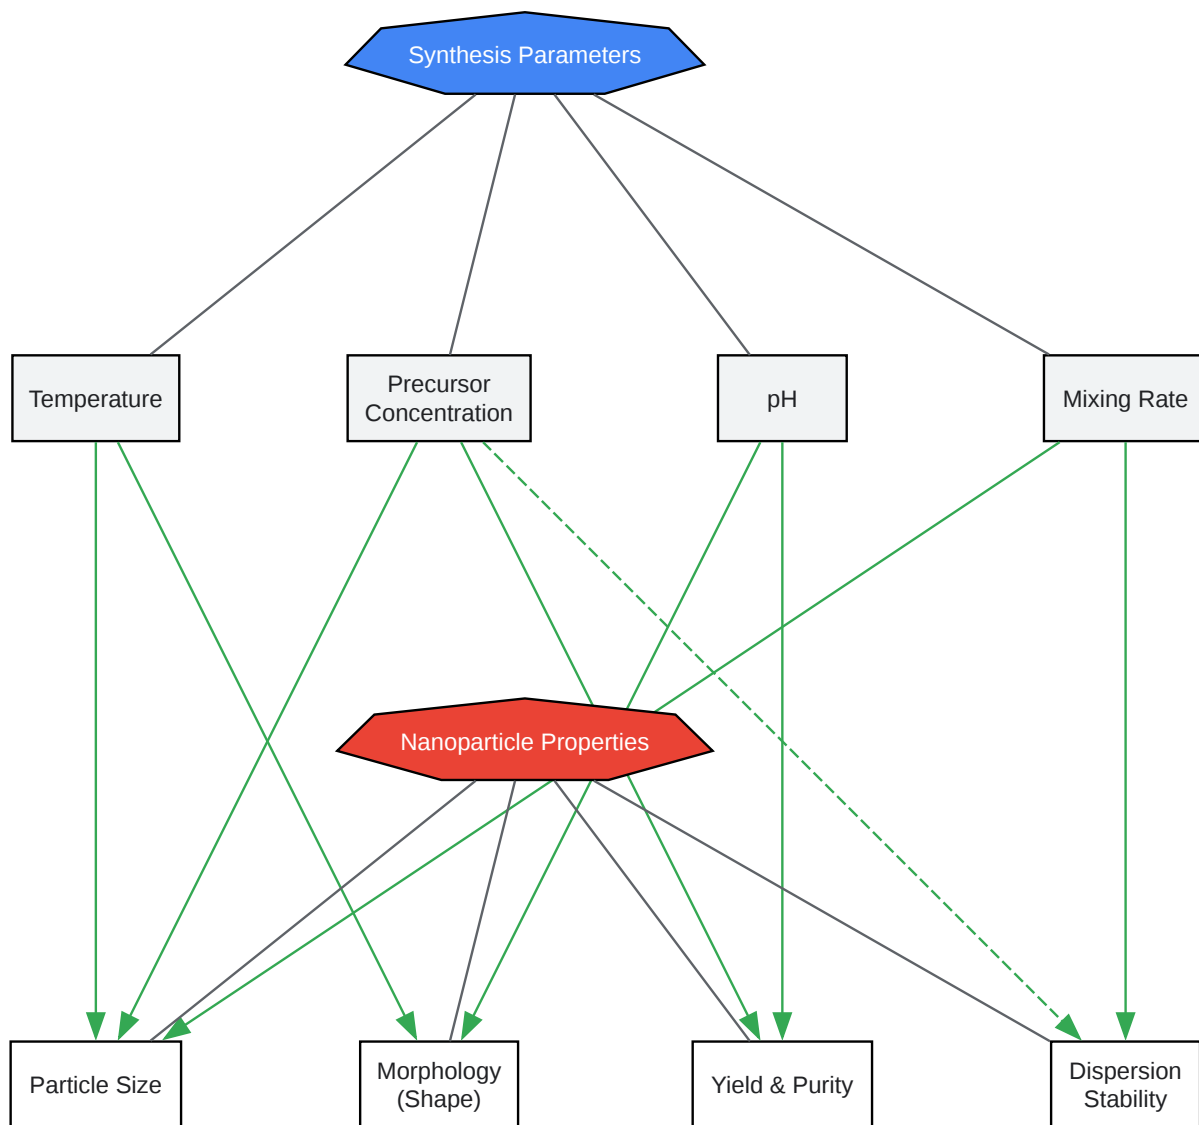 Synthesis Parameters
Temperature
Precursor
Concentration
pH
Mixing Rate
Nanoparticle Properties
Particle Size
Morphology
(Shape)
Yield & Purity
Dispersion
Stability